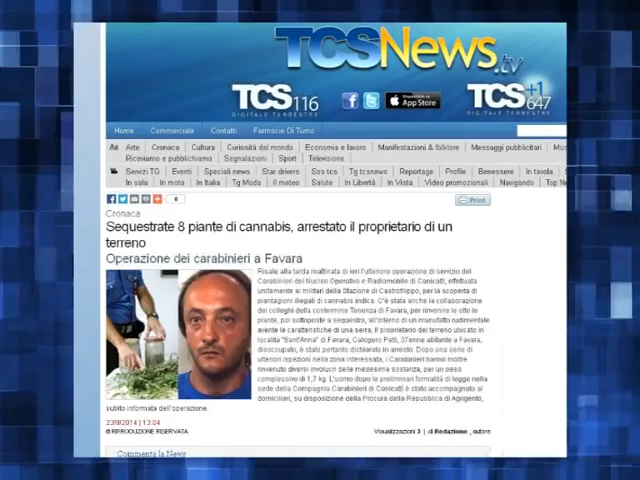 TCSNews.tv
TCS 116
DIGITALE TERRESTRE
App Store
TCS +1 647
DIGITALE TERRESTRE
Home Commerciale Contatti Farmacie Di Turno
All Arte Cronaca Cultura Curiosità dal mondo Economia e lavoro Manifestazioni & folklore Messaggi pubblicitari
Riceviamo e pubblichiamo Segnalazioni Sport Televisione
Servizi TG Eventi Speciali news Star drivers Sos tcs Tg tcsnews Reportage Profile Benessere In tavola
In sala In moto In Italia Tg Moda Il meteo Salute In Libertà In Vista Video promozionali Navigando Top
0
Print
Cronaca
Sequestrate 8 piante di cannabis, arrestato il proprietario di un
terreno
Operazione dei carabinieri a Favara
Risale alla tarda mattinata di ieri l'ulteriore operazione di servizio del
Carabinieri del Nucleo Operativo e Radiomobile di Canicattì, effettuata
unitamente ai militari della Stazione di Castrofilippo, per la scoperta di
piantagioni illegali di cannabis indica. C'è stata anche la collaborazione
dei colleghi della contermine Tenenza di Favara, per rinvenire le otto le
piante, poi sottoposte a sequestro, all'interno di un manufatto rudimentale
avente le caratteristiche di una serra. Il proprietario del terreno ubicato in
località "Sant'Anna" di Favara, Calogero Patti, 37enne abitante a Favara,
disoccupato, è stato pertanto dichiarato in arresto. Dopo una serie di
ulteriori ispezioni nella zona interessata, i Carabinieri hanno inoltre
rinvenuto diversi involucri delle medesima sostanza, per un peso
complessivo di 1,7 kg. L'uomo dopo le preliminari formalità di legge nella
sede della Compagnia Carabinieri di Canicattì è stato accompagnato ai
domiciliari, su disposizione della Procura della Repubblica di Agrigento,
subito informata dell'operazione.
23/9/2014 | 13:04
® RIPRODUZIONE RISERVATA
Visualizzazioni 3 | di Redazione , autore
Commenta la News